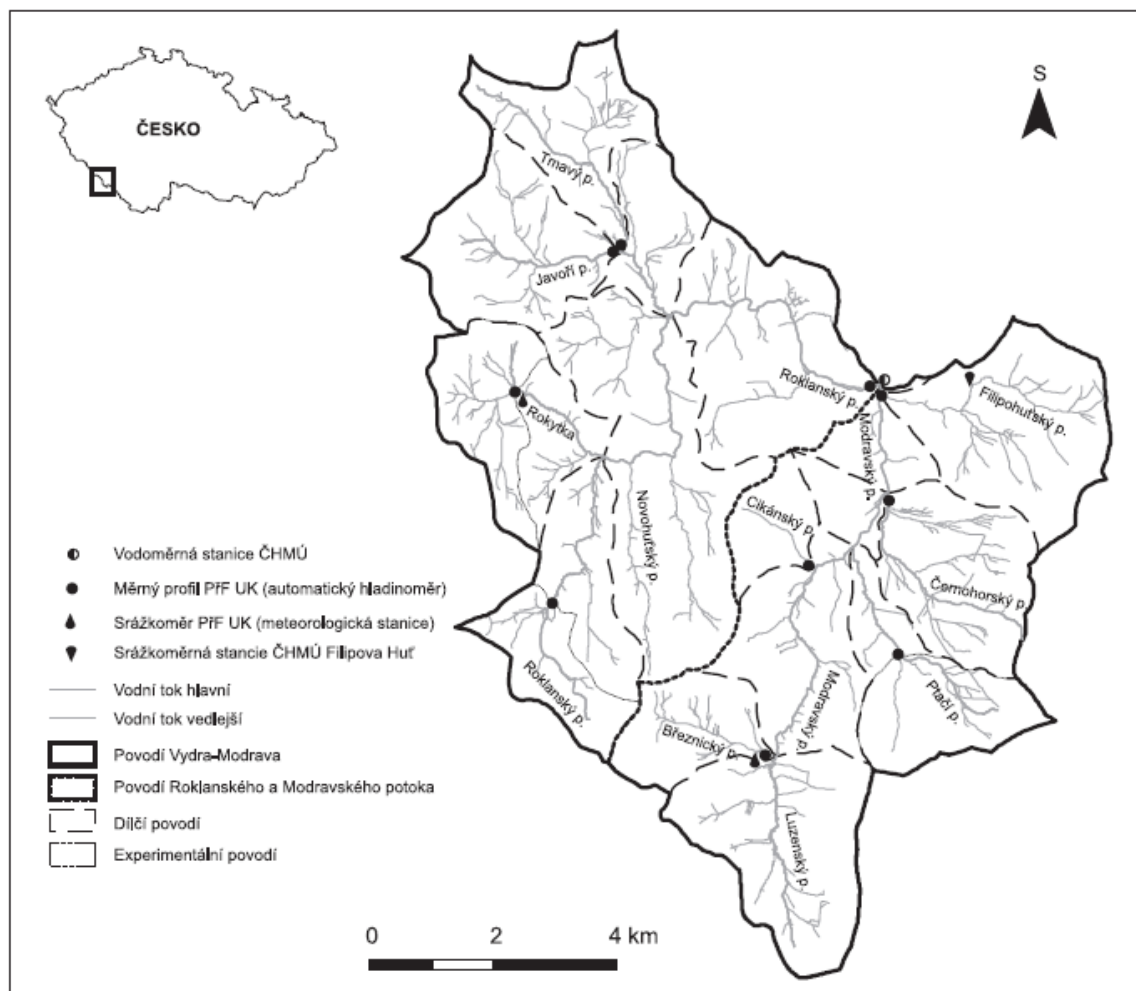 ČESKO
S
Tmavý p.
Javoří p.
Roklanský p.
Filipohuťský p.
Rokytka
Modravský p.
Cikánský p.
Novohuťský p.
Černohorský p.
Roklanský p.
Modravský p.
Ptačí p.
Březnický p.
Luzenský p.
Vodoměrná stanice ČHMÚ
Měrný profil PřF UK (automatický hladinoměr)
Srážkoměr PřF UK (meteorologická stanice)
Srážkoměrná stancie ČHMÚ Filipova Huť
Vodní tok hlavní
Vodní tok vedlejší
Povodí Vydra-Modrava
Povodí Roklanského a Modravského potoka
Dílčí povodí
Experimentální povodí
0 2 4 km